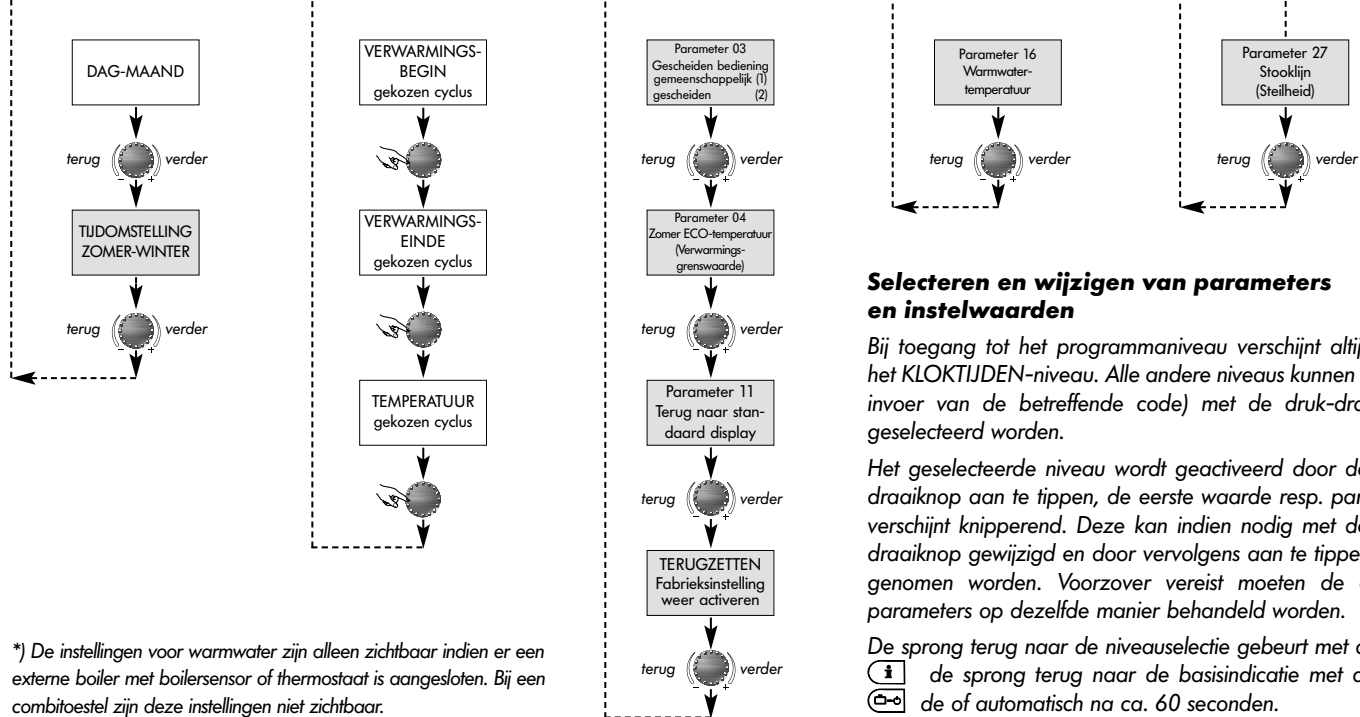 DAG-MAAND
terug verder
- +
TIJDOMSTELLING
ZOMER-WINTER
terug verder
- +
VERWARMINGS-
BEGIN
gekozen cyclus
VERWARMINGS-
EINDE
gekozen cyclus
TEMPERATUUR
gekozen cyclus
Parameter 03
Gescheiden bediening
gemeenschappelijk (1)
gescheiden (2)
terug verder
- +
Parameter 04
Zomer ECO-temperatuur
(Verwarmings-
grenswaarde)
terug verder
- +
Parameter 11
Terug naar stan-
daard display
terug verder
- +
TERUGZETTEN
Fabrieksinstelling
weer activeren
terug verder
- +
Parameter 16
Warmwater-
temperatuur
terug verder
- +
Parameter 27
Stooklijn
(Steilheid)
terug verder
- +
*) De instellingen voor warmwater zijn alleen zichtbaar indien er een
externe boiler met boilersensor of thermostaat is aangesloten. Bij een
combitoestel zijn deze instellingen niet zichtbaar.
Selecteren en wijzigen van parameters
en instelwaarden
Bij toegang tot het programmaniveau verschijnt
het KLOKTIJDEN-niveau. Alle andere niveaus kunnen
invoer van de betreffende code) met de
geselecteerd worden.
Het geselecteerde niveau wordt geactiveerd door
draaiknop aan te tippen, de eerste waarde resp.
verschijnt knipperend. Deze kan indien nodig met
draaiknop gewijzigd en door vervolgens aan te
genomen worden. Voorzover vereist moeten de
parameters op dezelfde manier behandeld worden.
De sprong terug naar de niveauselectie gebeurt met
i de sprong terug naar de basisindicatie met
de of automatisch na ca. 60 seconden.